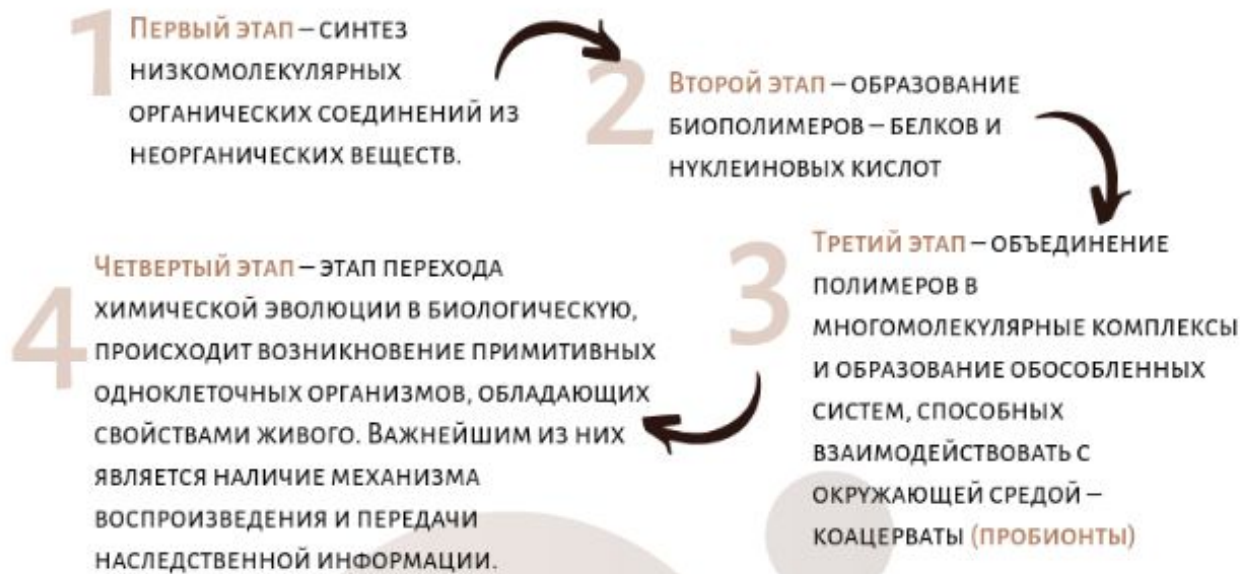 1
Первый этап – синтез
низкомолекулярных
органических соединений из
неорганических веществ.
2
Второй этап – образование
биополимеров – белков и
нуклеиновых кислот
3
Третий этап – объединение
полимеров в
многомолекулярные комплексы
и образование обособленных
систем, способных
взаимодействовать с
окружающей средой –
коацерваты (пробионты)
4
Четвертый этап – этап перехода
химической эволюции в биологическую,
происходит возникновение примитивных
одноклеточных организмов, обладающих
свойствами живого. Важнейшим из них
является наличие механизма
воспроизведения и передачи
наследственной информации.